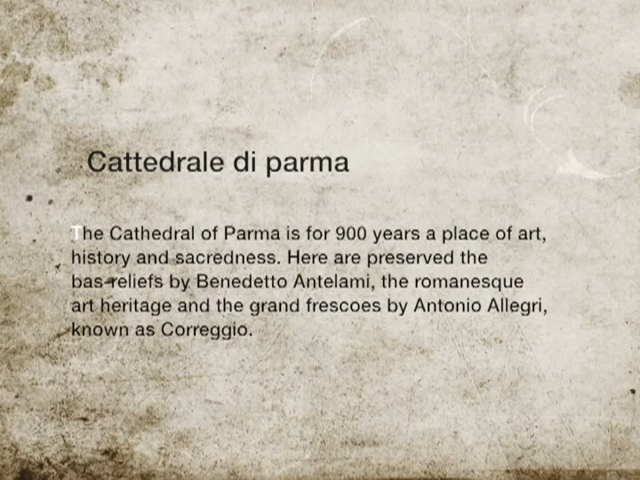 Cattedrale di parma
The Cathedral of Parma is for 900 years a place of art,
history and sacredness. Here are preserved the
bas-reliefs by Benedetto Antelami, the romanesque
art heritage and the grand frescoes by Antonio Allegri,
known as Correggio.